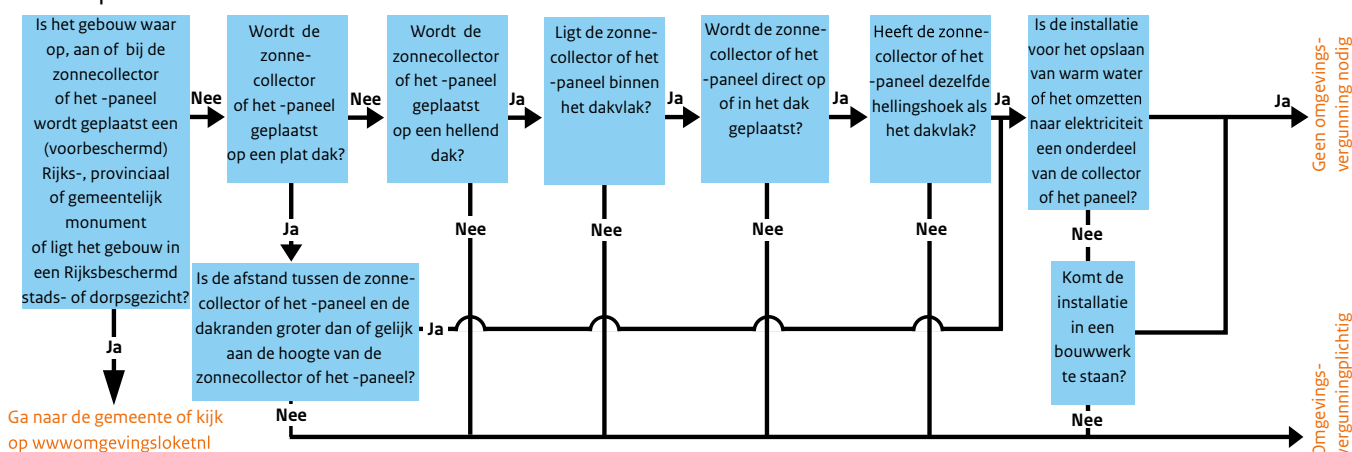 Is het gebouw waar
op, aan of bij de
zonnecollector
of het -paneel
wordt geplaatst een
(voorbeschermd)
Rijks-, provinciaal
of gemeentelijk
monument
of ligt het gebouw in
een Rijksbeschermd
stads- of dorpsgezicht?
Nee
Ja
Ga naar de gemeente of kijk
op wwwomgevingsloketnl
Wordt de
zonne-
collector
of het -paneel
geplaatst
op een plat dak?
Nee
Ja
Is de afstand tussen de zonne-
collector of het -paneel en de
dakranden groter dan of gelijk
aan de hoogte van de
zonnecollector of het -paneel?
Ja
Nee
Wordt de
zonnecollector
of het -paneel
geplaatst
op een hellend
dak?
Ja
Nee
Ligt de zonne-
collector of het
-paneel binnen
het dakvlak?
Ja
Nee
Wordt de zonne-
collector of het
-paneel direct op
of in het dak
geplaatst?
Ja
Nee
Heeft de zonne-
collector of het
-paneel dezelfde
hellingshoek als
het dakvlak?
Ja
Nee
Is de installatie
voor het opslaan
van warm water
of het omzetten
naar elektriciteit
een onderdeel
van de collector
of het paneel?
Ja
Nee
Komt de
installatie
in een
bouwwerk
te staan?
Nee
Geen omgevings-
vergunning nodig
Omgevings-
vergunningplichtig